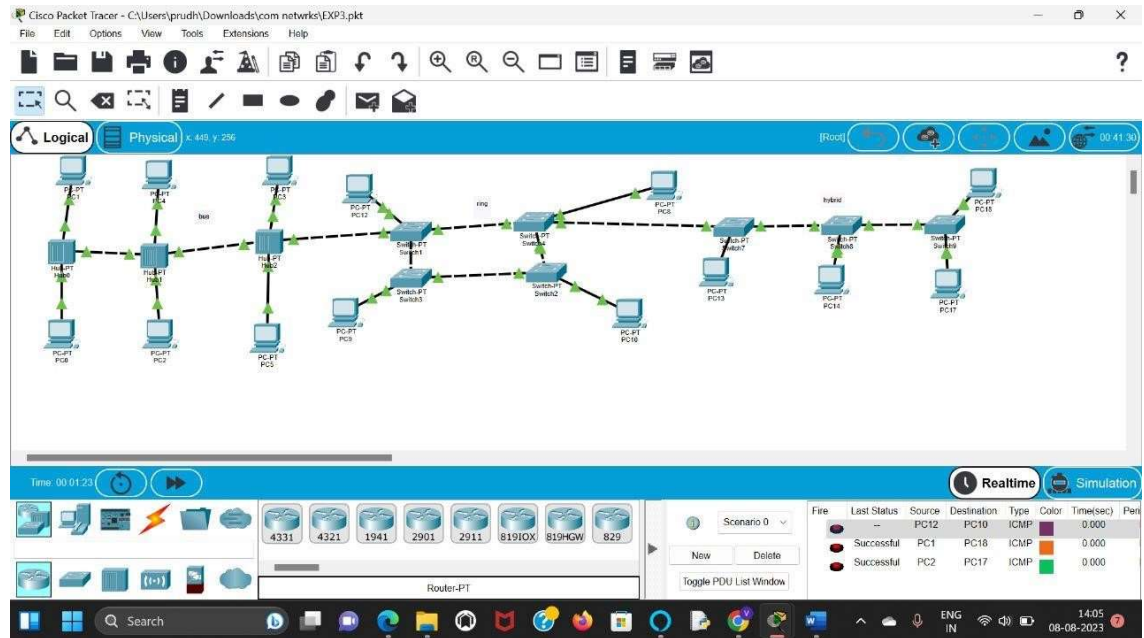 Cisco Packet Tracer - C:\Users\prudh\Downloads\com netwrks\EXP3.pkt
File Edit Options View Tools Extensions Help
?
Logical Physical x: 449, y: 256 [Root] 00:41:30
PC-PT
PC1
PC-PT
PC4
PC-PT
PC3
bus
Hub-PT
Hub0
Hub-PT
Hub1
Hub-PT
Hub2
PC-PT
PC2
PC-PT
PC5
PC-PT
PC12
ring
PC-PT
PC8
Switch-PT
Switch1
Switch-PT
Switch4
Switch-PT
Switch3
Switch-PT
Switch2
PC-PT
PC9
PC-PT
PC10
hybrid
PC-PT
PC18
Switch-PT
Switch7
Switch-PT
Switch8
Switch-PT
Switch9
PC-PT
PC13
PC-PT
PC14
PC-PT
PC17
Time: 00:01:23
Realtime Simulation
4331 4321 1941 2901 2911 819IOX 819HGW 829
Router-PT
Scenario 0
New Delete
Toggle PDU List Window
Fire Last Status Source Destination Type Color Time(sec) Peri
-- PC12 PC10 ICMP 0.000
Successful PC1 PC18 ICMP 0.000
Successful PC2 PC17 ICMP 0.000
Search
ENG
IN
14:05
08-08-2023
7